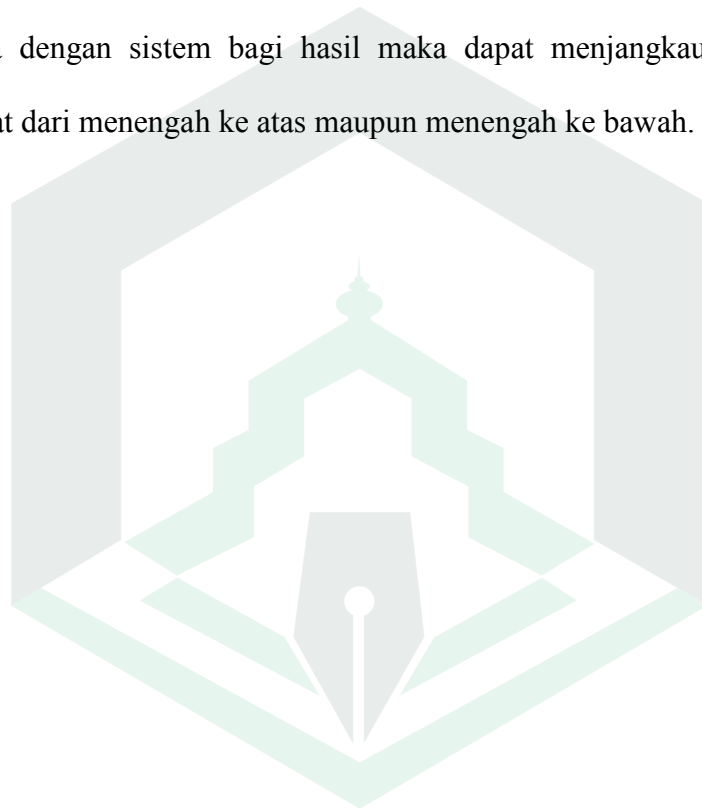 dengan sistem bagi hasil maka dapat menjangkau
dari menengah ke atas maupun menengah ke bawah.